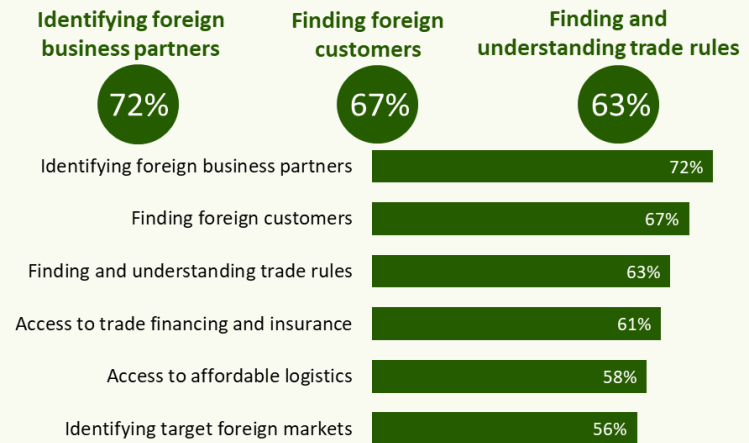 Identifying foreign
business partners
72%
Finding foreign
customers
67%
Finding and
understanding trade rules
63%
Identifying foreign business partners 72%
Finding foreign customers 67%
Finding and understanding trade rules 63%
Access to trade financing and insurance 61%
Access to affordable logistics 58%
Identifying target foreign markets 56%